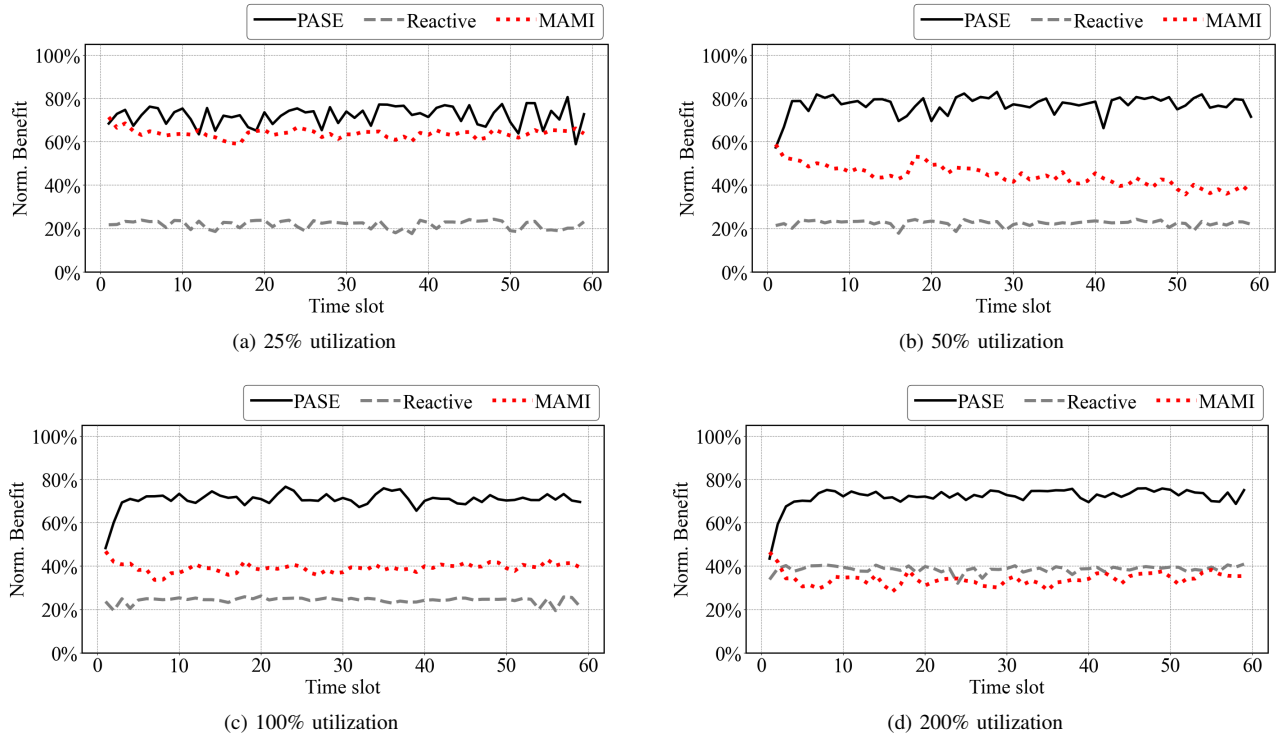 PASE Reactive MAMI
100%
80%
60%
40%
20%
0%
Norm. Benefit
0 10 20 30 40 50 60
Time slot
(a) 25% utilization
PASE Reactive MAMI
100%
80%
60%
40%
20%
0%
Norm. Benefit
0 10 20 30 40 50 60
Time slot
(b) 50% utilization
PASE Reactive MAMI
100%
80%
60%
40%
20%
0%
Norm. Benefit
0 10 20 30 40 50 60
Time slot
(c) 100% utilization
PASE Reactive MAMI
100%
80%
60%
40%
20%
0%
Norm. Benefit
0 10 20 30 40 50 60
Time slot
(d) 200% utilization